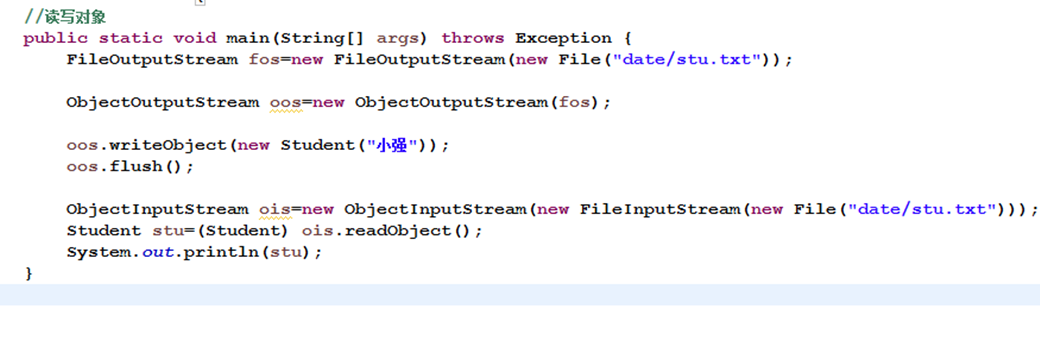 //读写对象
public static void main(String[] args) throws Exception {
FileOutputStream fos=new FileOutputStream(new File("date/stu.txt"));
ObjectOutputStream oos=new ObjectOutputStream(fos);
oos.writeObject(new Student("小强"));
oos.flush();
ObjectInputStream ois=new ObjectInputStream(new FileInputStream(new File("date/stu.txt")));
Student stu=(Student) ois.readObject();
System.out.println(stu);
}